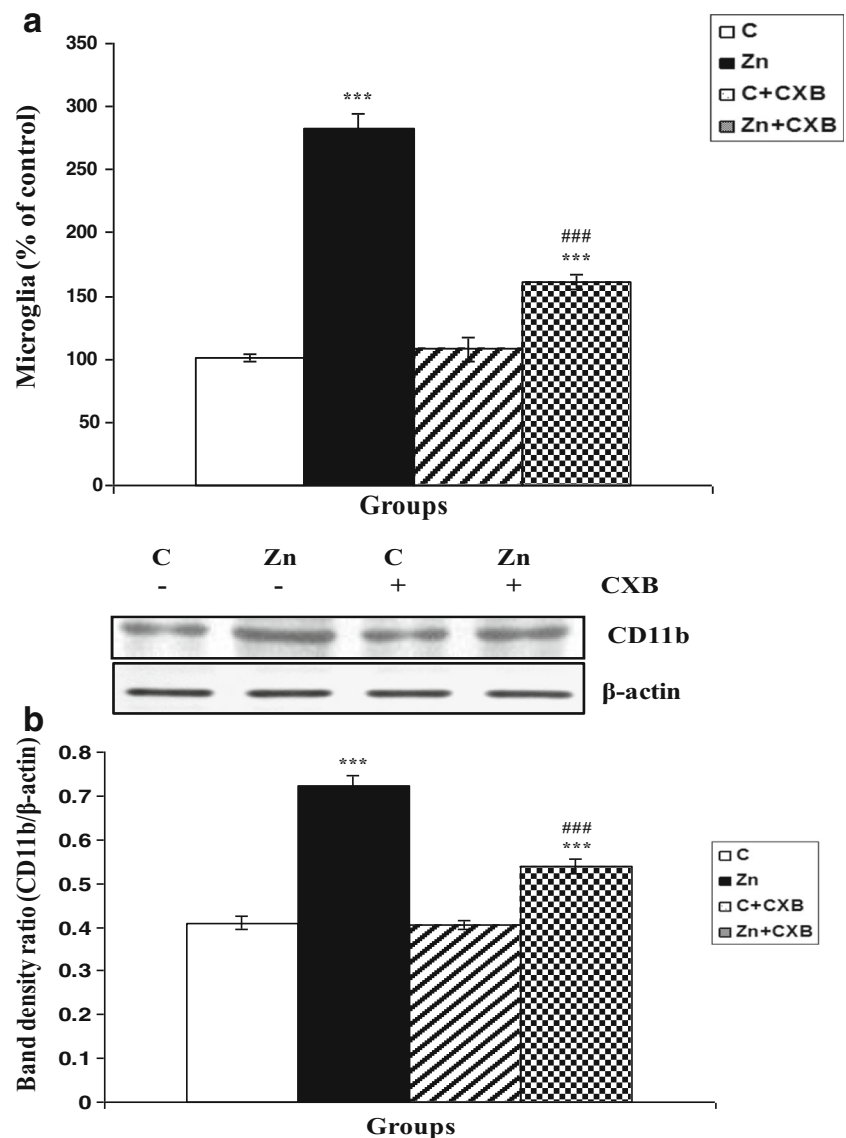 a
350
300
250
200
150
100
50
0
Microglia (% of control)
***
###
***
Groups
C
Zn
C+CXB
Zn+CXB
C Zn C Zn
- - + + CXB
CD11b
β-actin
b
0.8
0.7
0.6
0.5
0.4
0.3
0.2
0.1
0
Band density ratio (CD11b/β-actin)
***
###
***
Groups
C
Zn
C+CXB
Zn+CXB